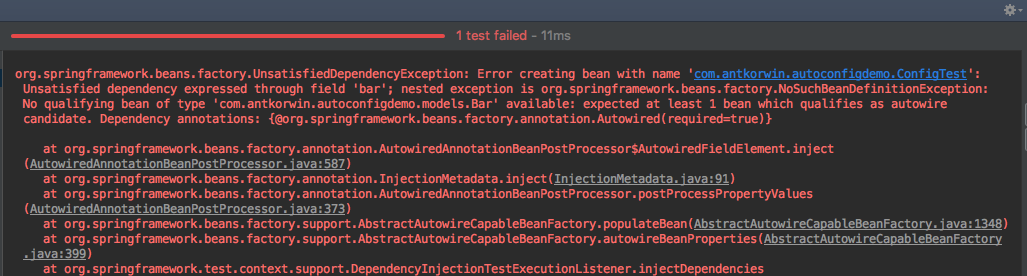 1 test failed - 11ms
org.springframework.beans.factory.UnsatisfiedDependencyException: Error creating bean with name 'com.antkorwin.autoconfigdemo.ConfigTest':
Unsatisfied dependency expressed through field 'bar'; nested exception is org.springframework.beans.factory.NoSuchBeanDefinitionException:
No qualifying bean of type 'com.antkorwin.autoconfigdemo.models.Bar' available: expected at least 1 bean which qualifies as autowire
candidate. Dependency annotations: {@org.springframework.beans.factory.annotation.Autowired(required=true)}
at org.springframework.beans.factory.annotation.AutowiredAnnotationBeanPostProcessor$AutowiredFieldElement.inject
(AutowiredAnnotationBeanPostProcessor.java:587)
at org.springframework.beans.factory.annotation.InjectionMetadata.inject(InjectionMetadata.java:91)
at org.springframework.beans.factory.annotation.AutowiredAnnotationBeanPostProcessor.postProcessPropertyValues
(AutowiredAnnotationBeanPostProcessor.java:373)
at org.springframework.beans.factory.support.AbstractAutowireCapableBeanFactory.populateBean(AbstractAutowireCapableBeanFactory.java:1348)
at org.springframework.beans.factory.support.AbstractAutowireCapableBeanFactory.autowireBeanProperties(AbstractAutowireCapableBeanFactory
.java:399)
at org.springframework.test.context.support.DependencyInjectionTestExecutionListener.injectDependencies